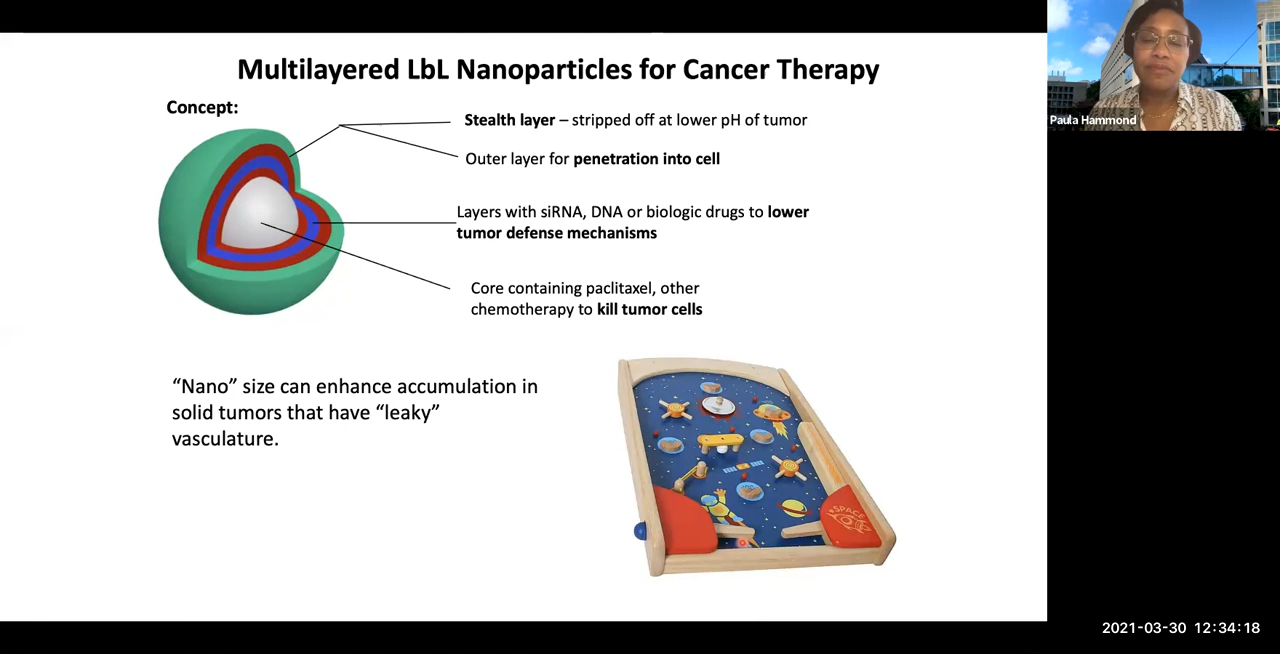 Multilayered LbL Nanoparticles for Cancer Therapy
Concept:
Stealth layer – stripped off at lower pH of tumor
Outer layer for penetration into cell
Layers with siRNA, DNA or biologic drugs to lower
tumor defense mechanisms
Core containing paclitaxel, other
chemotherapy to kill tumor cells
“Nano” size can enhance accumulation in
solid tumors that have “leaky”
vasculature.
SPACE
Paula Hammond
2021-03-30 12:34:18